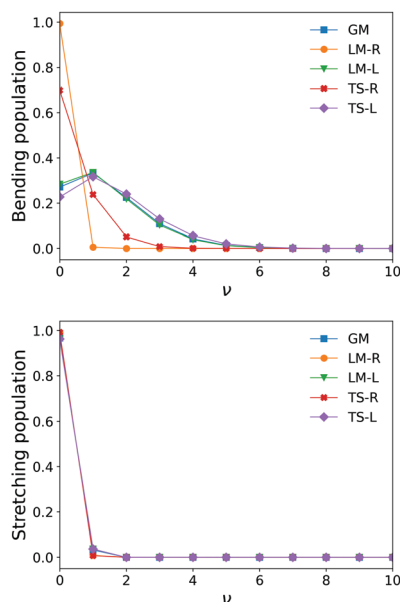 Bending population
1.0
0.8
0.6
0.4
0.2
0.0
GM
LM-R
LM-L
TS-R
TS-L
0 2 4 6 8 10
ν
Stretching population
1.0
0.8
0.6
0.4
0.2
0.0
GM
LM-R
LM-L
TS-R
TS-L
0 2 4 6 8 10
ν